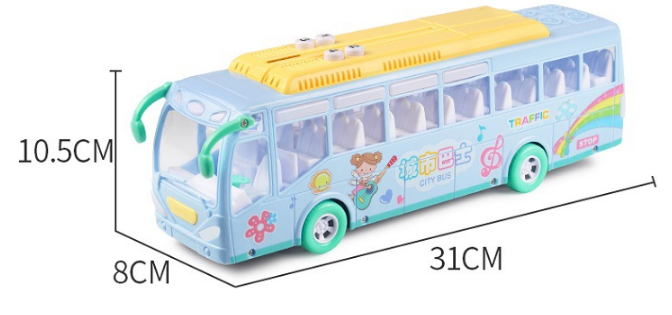 10.5CM
TRAFFIC
城市巴士
CITY BUS
STOP
8CM
31CM